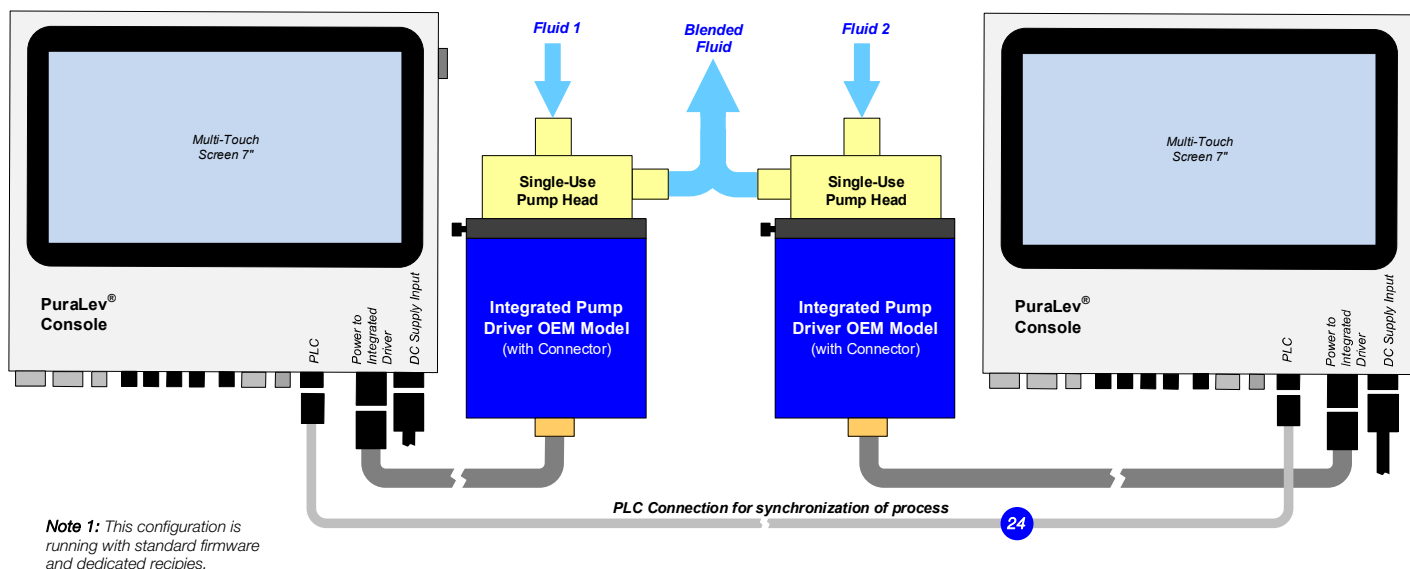 Fluid 1
Blended
Fluid
Fluid 2
Multi-Touch
Screen 7"
Multi-Touch
Screen 7"
Single-Use
Pump Head
Single-Use
Pump Head
PuraLev®
Console
PLC
Power to
Integrated
Driver
DC Supply Input
Integrated Pump
Driver OEM Model
(with Connector)
Integrated Pump
Driver OEM Model
(with Connector)
PuraLev®
Console
PLC
Power to
Integrated
Driver
DC Supply Input
PLC Connection for synchronization of process
24
Note 1: This configuration is
running with standard firmware
and dedicated recipies.